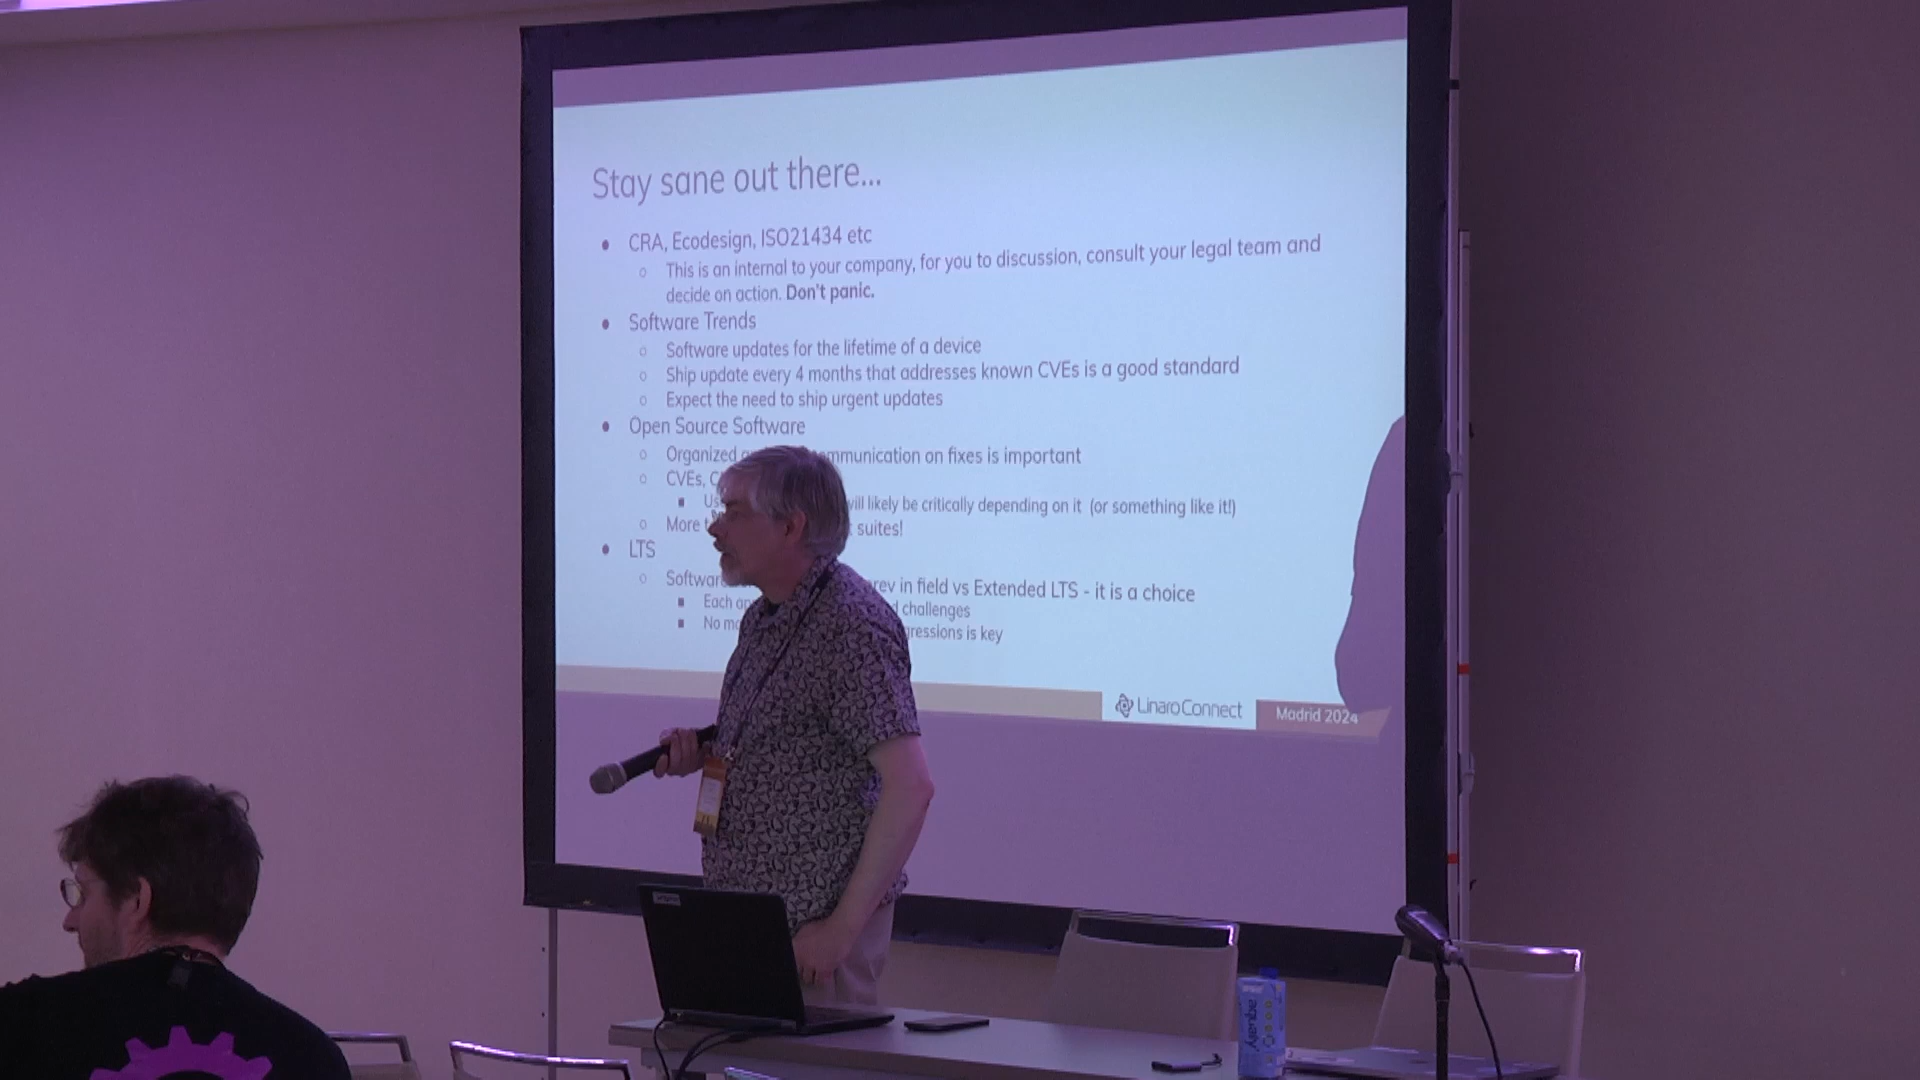 Stay sane out there...
CRA, Ecodesign, ISO21434 etc
This is an internal to your company, for you to discussion, consult your legal team and
decide on action. Don't panic.
Software Trends
Software updates for the lifetime of a device
Ship update every 4 months that addresses known CVEs is a good standard
Expect the need to ship urgent updates
Open Source Software
Organized communication on fixes is important
CVEs,
will likely be critically depending on it (or something like it!)
More suites!
LTS
Software rev in field vs Extended LTS - it is a choice
Each challenges
No is key
LinaroConnect
Madrid 2024